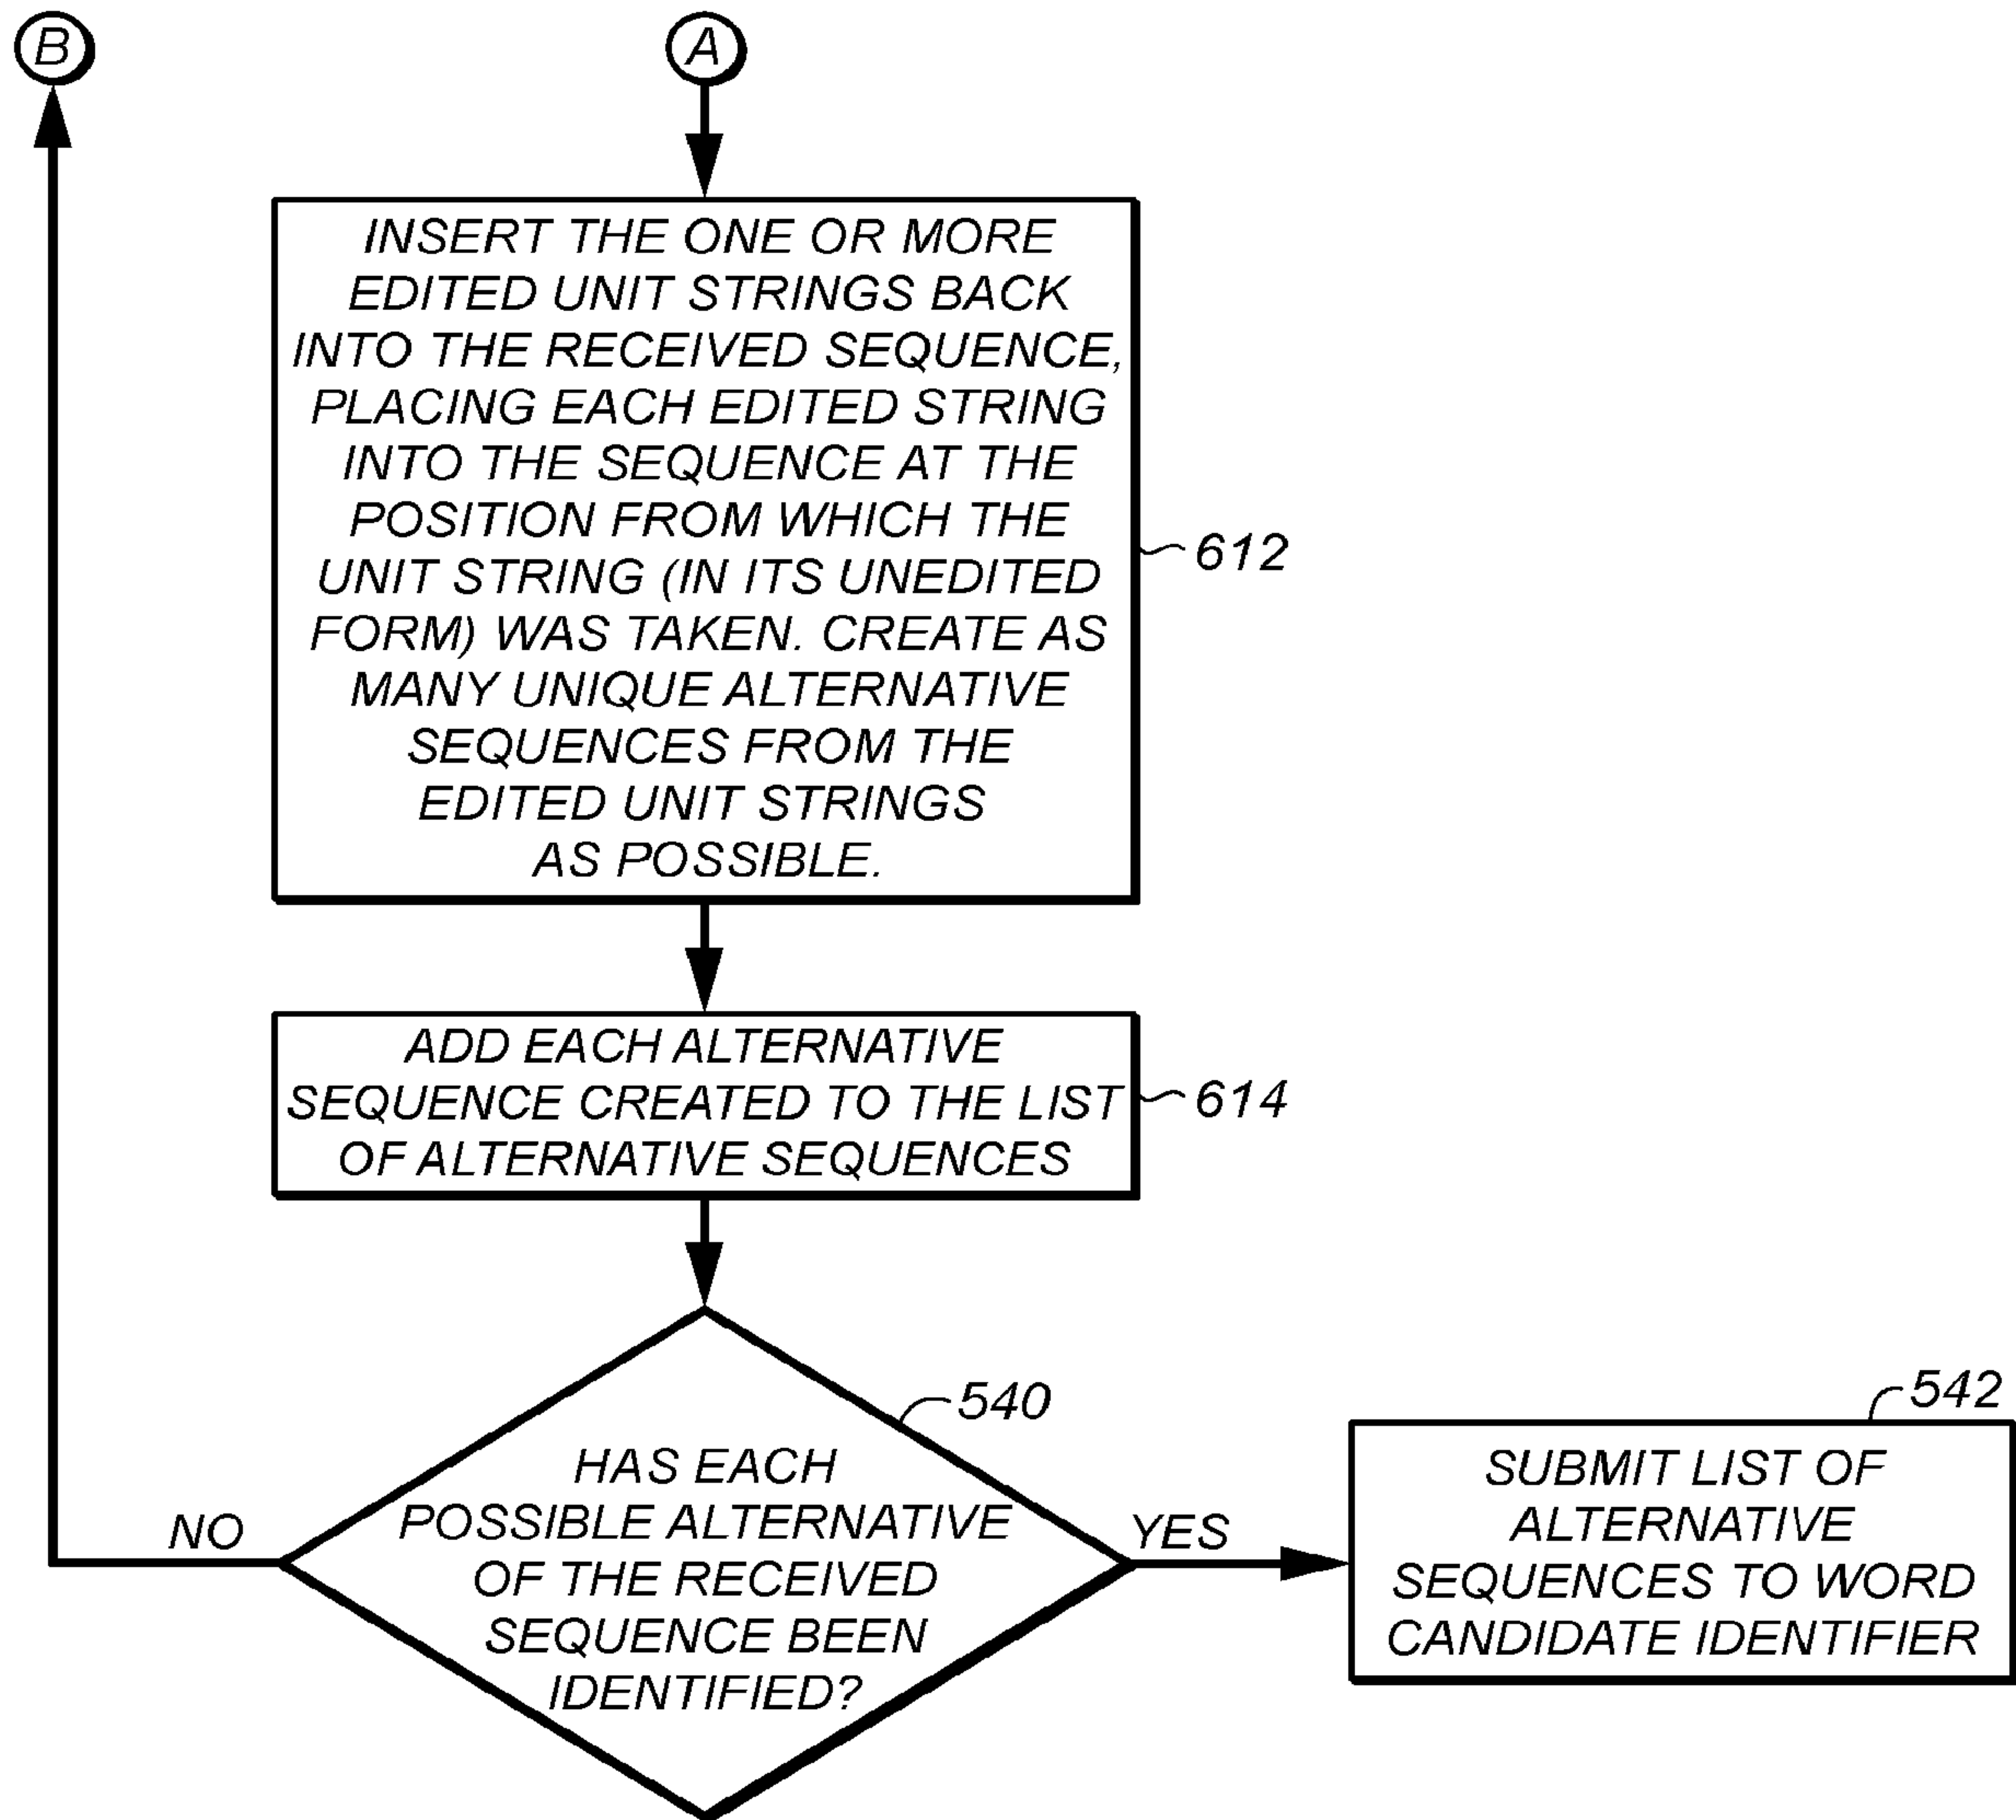 B
A
INSERT THE ONE OR MORE
EDITED UNIT STRINGS BACK
INTO THE RECEIVED SEQUENCE,
PLACING EACH EDITED STRING
INTO THE SEQUENCE AT THE
POSITION FROM WHICH THE
UNIT STRING (IN ITS UNEDITED
FORM) WAS TAKEN. CREATE AS
MANY UNIQUE ALTERNATIVE
SEQUENCES FROM THE
EDITED UNIT STRINGS
AS POSSIBLE.
612
ADD EACH ALTERNATIVE
SEQUENCE CREATED TO THE LIST
OF ALTERNATIVE SEQUENCES
614
540
HAS EACH
POSSIBLE ALTERNATIVE
OF THE RECEIVED
SEQUENCE BEEN
IDENTIFIED?
NO
YES
542
SUBMIT LIST OF
ALTERNATIVE
SEQUENCES TO WORD
CANDIDATE IDENTIFIER